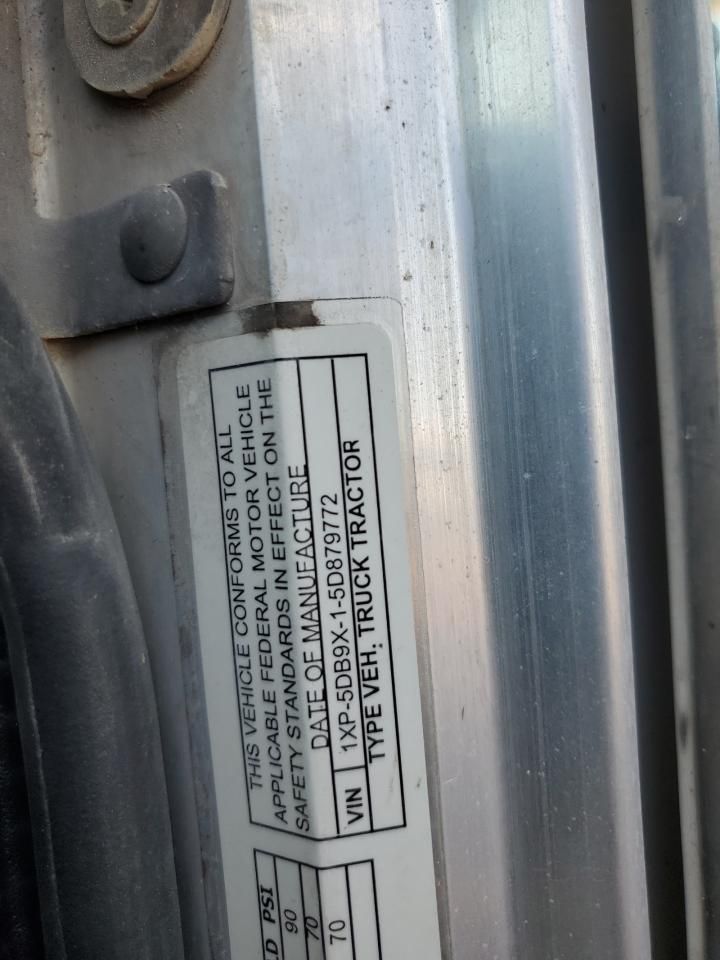 THIS VEHICLE CONFORMS TO ALL
APPLICABLE FEDERAL MOTOR VEHICLE
SAFETY STANDARDS IN EFFECT ON THE
DATE OF MANUFACTURE
VIN 1XP-5DB9X-1-5D879772
TYPE VEH. TRUCK TRACTOR
LD PSI
90
70
70